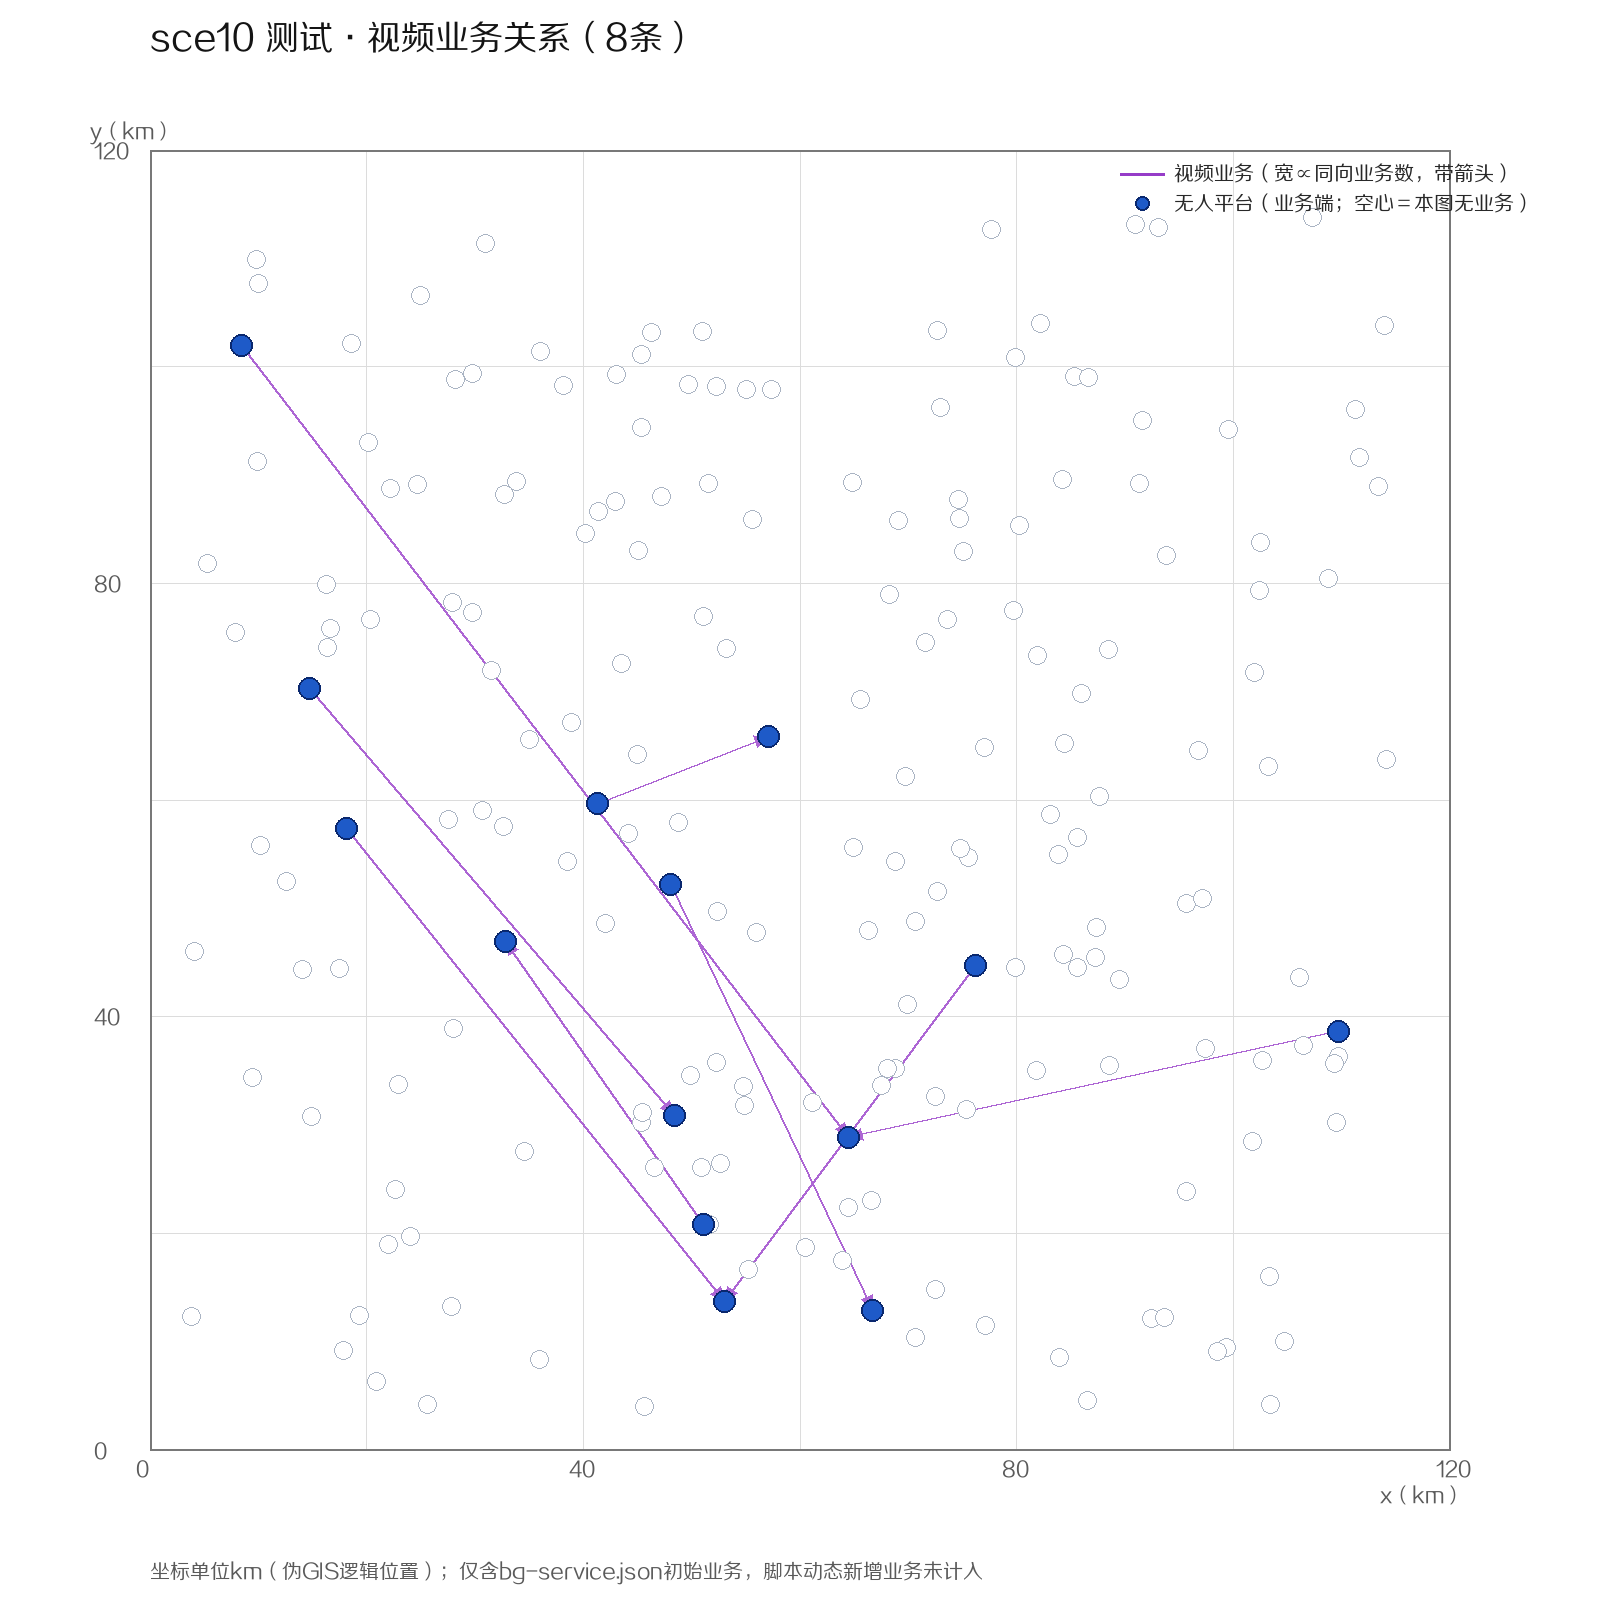 sce10 测试 · 视频业务关系（8条）
y（km）
120
视频业务（宽∝同向业务数，带箭头）
无人平台（业务端；空心＝本图无业务）
80
40
0
0 40 80 120
x（km）
坐标单位km（伪GIS逻辑位置）；仅含bg-service.json初始业务，脚本动态新增业务未计入